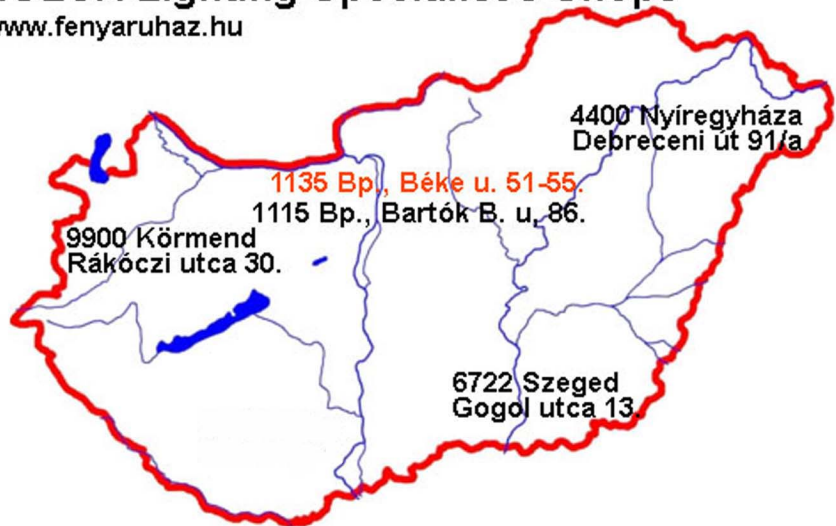 Lighting
www.fenyaruhaz.hu
4400 Nyíregyháza
Debreceni út 91/a
1135 Bp., Béke u. 51-55.
1115 Bp., Bartók B. u, 86.
9900 Körmend
Rákóczi utca 30.
6722 Szeged
Gogol utca 13.